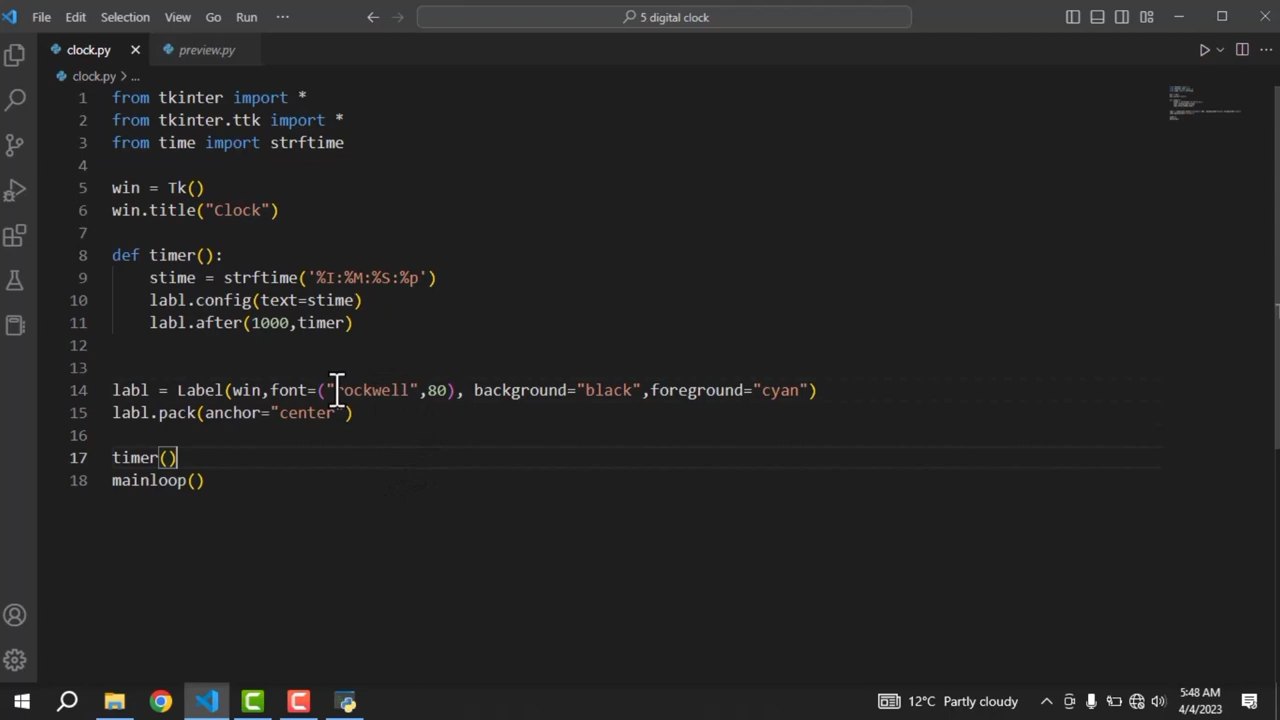 File Edit Selection View Go Run ··· 5 digital clock
clock.py preview.py
clock.py > ...
1 from tkinter import *
2 from tkinter.ttk import *
3 from time import strftime
4
5 win = Tk()
6 win.title("Clock")
7
8 def timer():
9 stime = strftime('%I:%M:%S:%p')
10 labl.config(text=stime)
11 labl.after(1000,timer)
12
13
14 labl = Label(win,font=("rockwell",80), background="black",foreground="cyan")
15 labl.pack(anchor="center")
16
17 timer()
18 mainloop()
12°C Partly cloudy
5:48 AM
4/4/2023